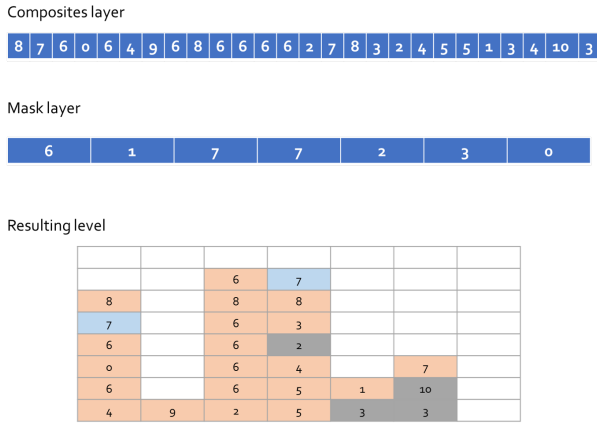 Composites layer
8 7 6 0 6 4 9 6 8 6 6 6 6 2 7 8 3 2 4 5 5 1 3 4 10 3
Mask layer
6 1 7 7 2 3 0
Resulting level
6 7
8 8 8
7 6 3
6 6 2
0 6 4 7
6 6 5 1 10
4 9 2 5 3 3